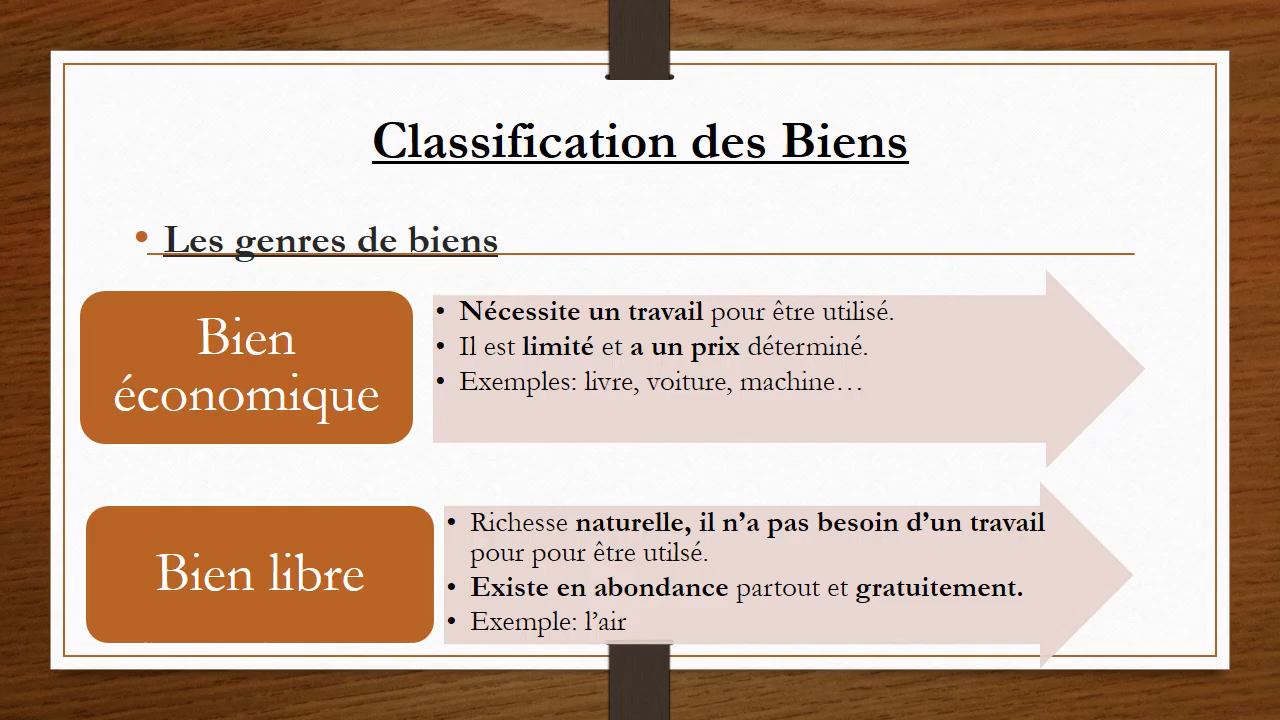 Classification des Biens
• Les genres de biens
Bien
économique
• Nécessite un travail pour être utilisé.
• Il est limité et a un prix déterminé.
• Exemples: livre, voiture, machine…
Bien libre
• Richesse naturelle, il n’a pas besoin d’un travail
pour pour être utilsé.
• Existe en abondance partout et gratuitement.
• Exemple: l’air